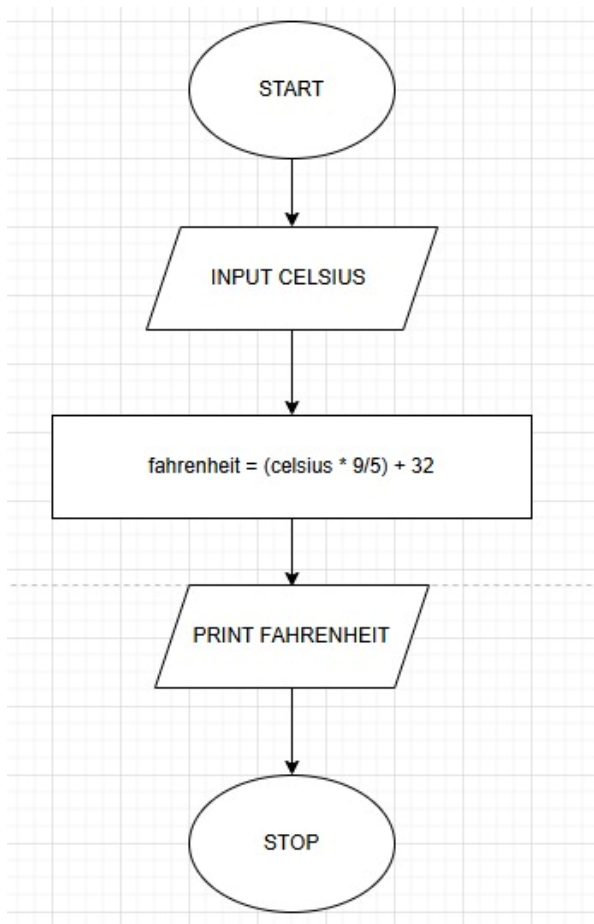 START
INPUT CELSIUS
fahrenheit = (celsius * 9/5) + 32
PRINT FAHRENHEIT
STOP